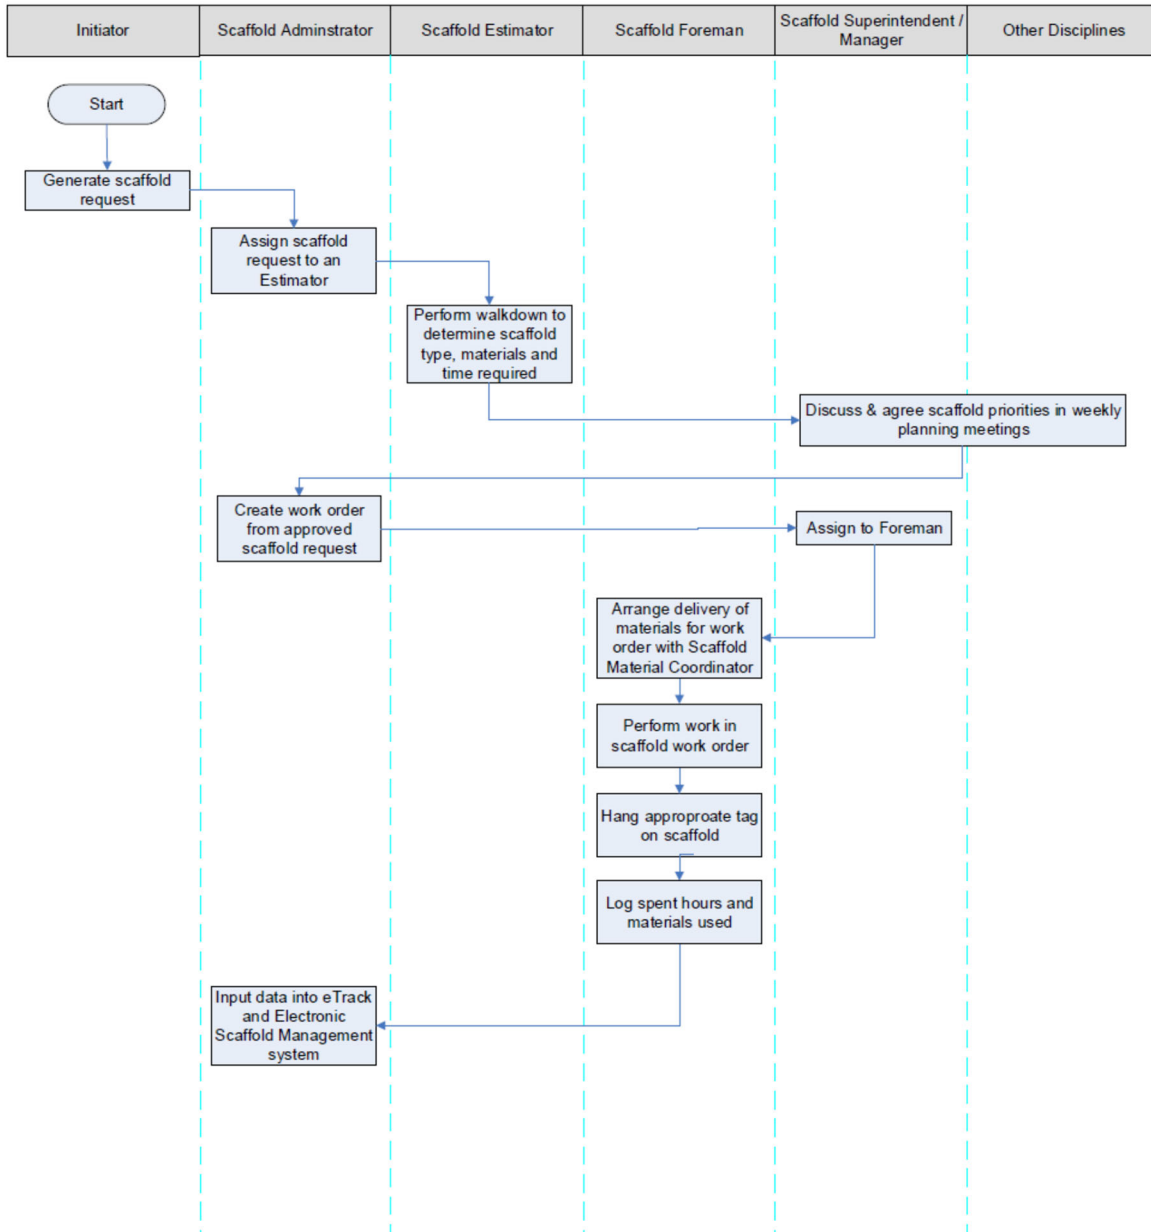 Initiator
Scaffold Adminstrator
Scaffold Estimator
Scaffold Foreman
Scaffold Superintendent /
Manager
Other Disciplines
Start
Generate scaffold
request
Assign scaffold
request to an
Estimator
Perform walkdown to
determine scaffold
type, materials and
time required
Discuss & agree scaffold priorities in weekly
planning meetings
Create work order
from approved
scaffold request
Assign to Foreman
Arrange delivery of
materials for work
order with Scaffold
Material Coordinator
Perform work in
scaffold work order
Hang approproate tag
on scaffold
Log spent hours and
materials used
Input data into eTrack
and Electronic
Scaffold Management
system